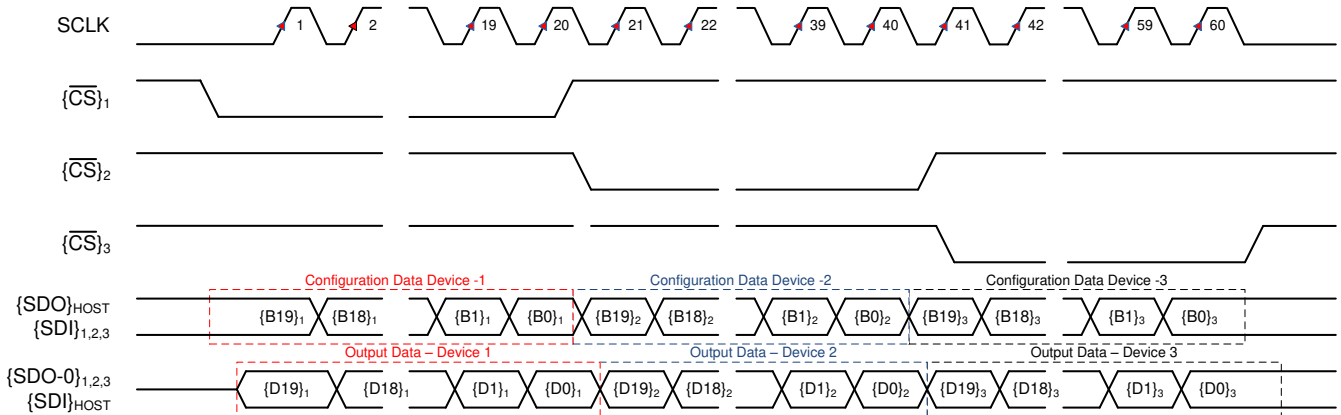 SCLK 1 2 19 20 21 22 39 40 41 42 59 60
{C̅S̅}₁
{C̅S̅}₂
{C̅S̅}₃
Configuration Data Device -1 Configuration Data Device -2 Configuration Data Device -3
{SDO}HOST
{SDI}1,2,3
{B19}₁ {B18}₁ {B1}₁ {B0}₁ {B19}₂ {B18}₂ {B1}₂ {B0}₂ {B19}₃ {B18}₃ {B1}₃ {B0}₃
Output Data – Device 1 Output Data – Device 2 Output Data – Device 3
{SDO-0}1,2,3
{SDI}HOST
{D19}₁ {D18}₁ {D1}₁ {D0}₁ {D19}₂ {D18}₂ {D1}₂ {D0}₂ {D19}₃ {D18}₃ {D1}₃ {D0}₃